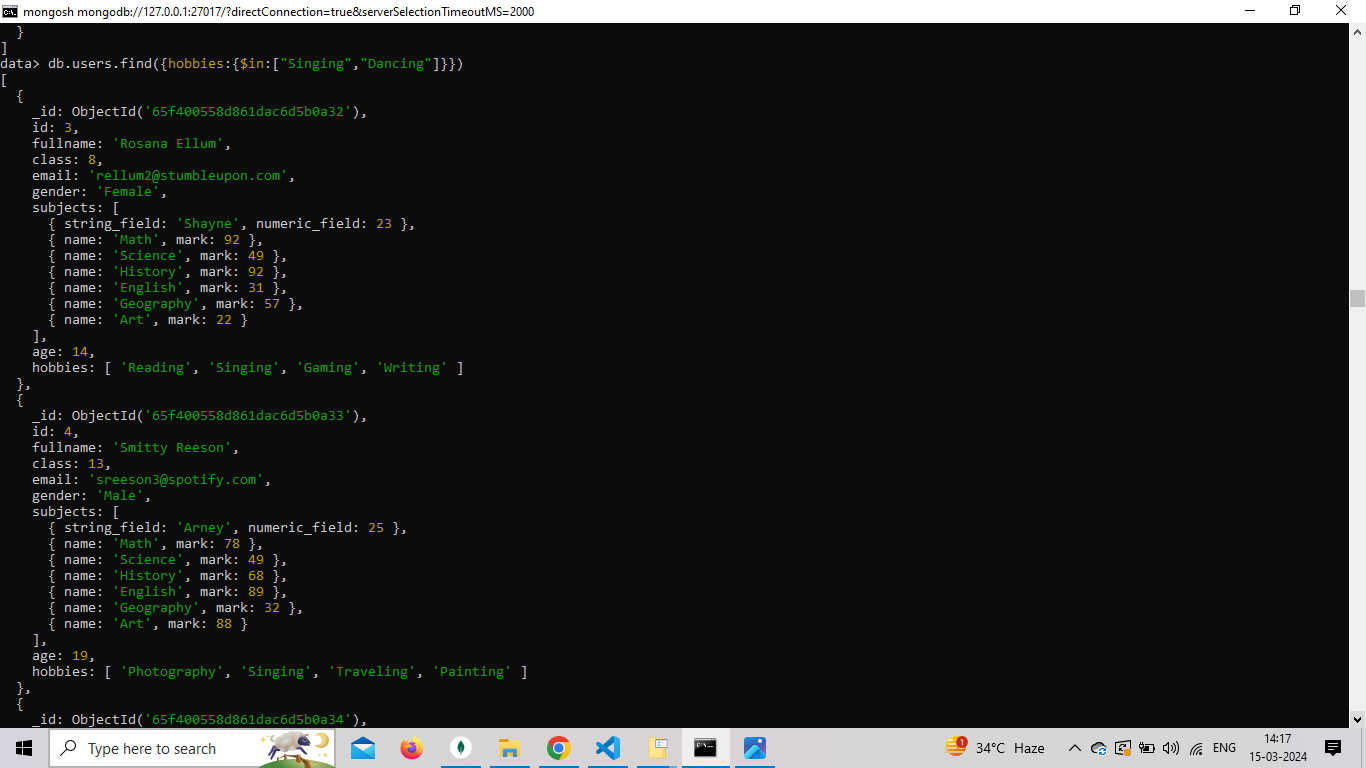 mongosh mongodb://127.0.0.1:27017/?directConnection=true&serverSelectionTimeoutMS=2000
  }
]
data> db.users.find({hobbies:{$in:["Singing","Dancing"]}})
[
  {
    _id: ObjectId('65f400558d861dac6d5b0a32'),
    id: 3,
    fullname: 'Rosana Ellum',
    class: 8,
    email: 'rellum2@stumbleupon.com',
    gender: 'Female',
    subjects: [
      { string_field: 'Shayne', numeric_field: 23 },
      { name: 'Math', mark: 92 },
      { name: 'Science', mark: 49 },
      { name: 'History', mark: 92 },
      { name: 'English', mark: 31 },
      { name: 'Geography', mark: 57 },
      { name: 'Art', mark: 22 }
    ],
    age: 14,
    hobbies: [ 'Reading', 'Singing', 'Gaming', 'Writing' ]
  },
  {
    _id: ObjectId('65f400558d861dac6d5b0a33'),
    id: 4,
    fullname: 'Smitty Reeson',
    class: 13,
    email: 'sreeson3@spotify.com',
    gender: 'Male',
    subjects: [
      { string_field: 'Arney', numeric_field: 25 },
      { name: 'Math', mark: 78 },
      { name: 'Science', mark: 49 },
      { name: 'History', mark: 68 },
      { name: 'English', mark: 89 },
      { name: 'Geography', mark: 32 },
      { name: 'Art', mark: 88 }
    ],
    age: 19,
    hobbies: [ 'Photography', 'Singing', 'Traveling', 'Painting' ]
  },
  {
    _id: ObjectId('65f400558d861dac6d5b0a34'),
Type here to search
1
34°C Haze
ENG
14:17
15-03-2024